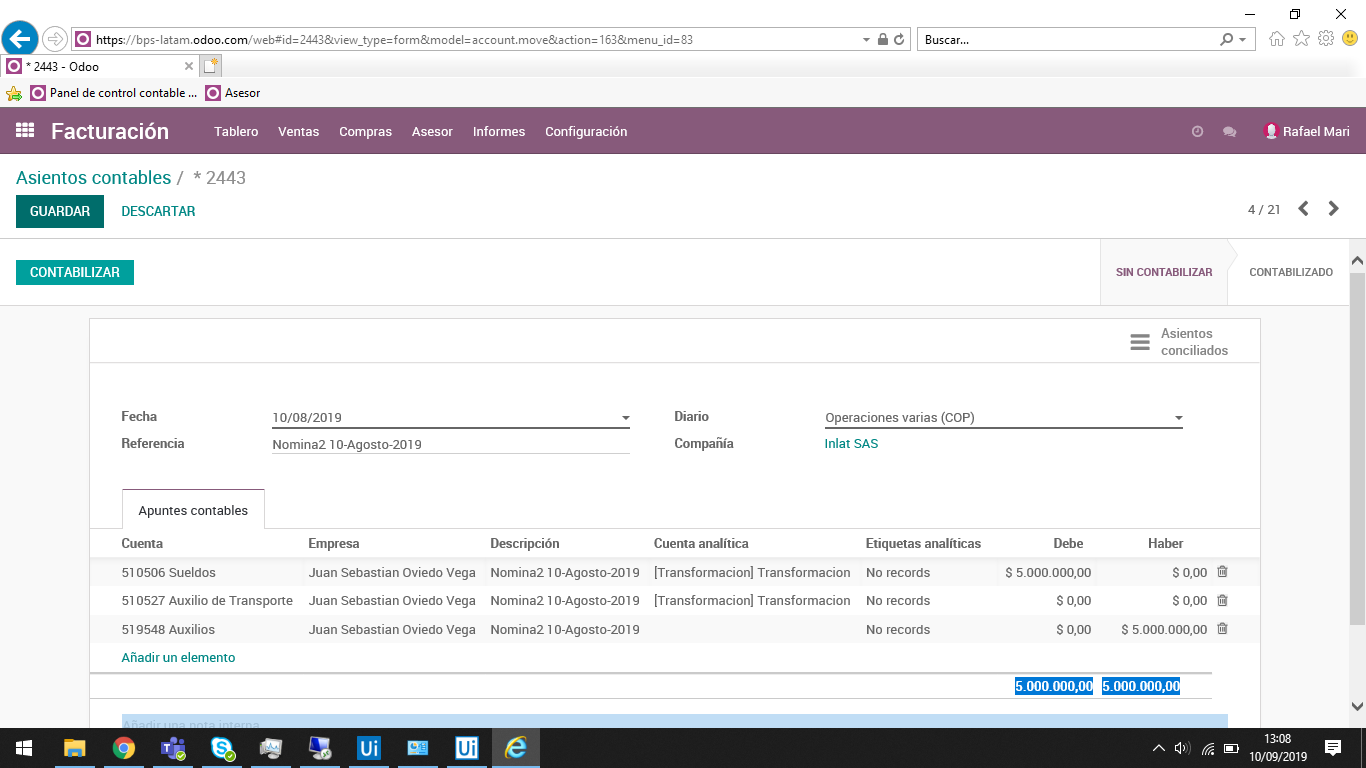 https://bps-latam.odoo.com/web#id=2443&view_type=form&model=account.move&action=163&menu_id=83
Buscar...
* 2443 - Odoo
Panel de control contable ... Asesor
Facturación Tablero Ventas Compras Asesor Informes Configuración Rafael Mari
Asientos contables / * 2443
GUARDAR DESCARTAR 4 / 21
CONTABILIZAR SIN CONTABILIZAR CONTABILIZADO
Asientos
conciliados
Fecha 10/08/2019 Diario Operaciones varias (COP)
Referencia Nomina2 10-Agosto-2019 Compañía Inlat SAS
Apuntes contables
Cuenta Empresa Descripción Cuenta analítica Etiquetas analíticas Debe Haber
510506 Sueldos Juan Sebastian Oviedo Vega Nomina2 10-Agosto-2019 [Transformacion] Transformacion No records $ 5.000.000,00 $ 0,00
510527 Auxilio de Transporte Juan Sebastian Oviedo Vega Nomina2 10-Agosto-2019 [Transformacion] Transformacion No records $ 0,00 $ 0,00
519548 Auxilios Juan Sebastian Oviedo Vega Nomina2 10-Agosto-2019 No records $ 0,00 $ 5.000.000,00
Añadir un elemento
5.000.000,00 5.000.000,00
Añadir una nota interna
Ui Ui
13:08
10/09/2019